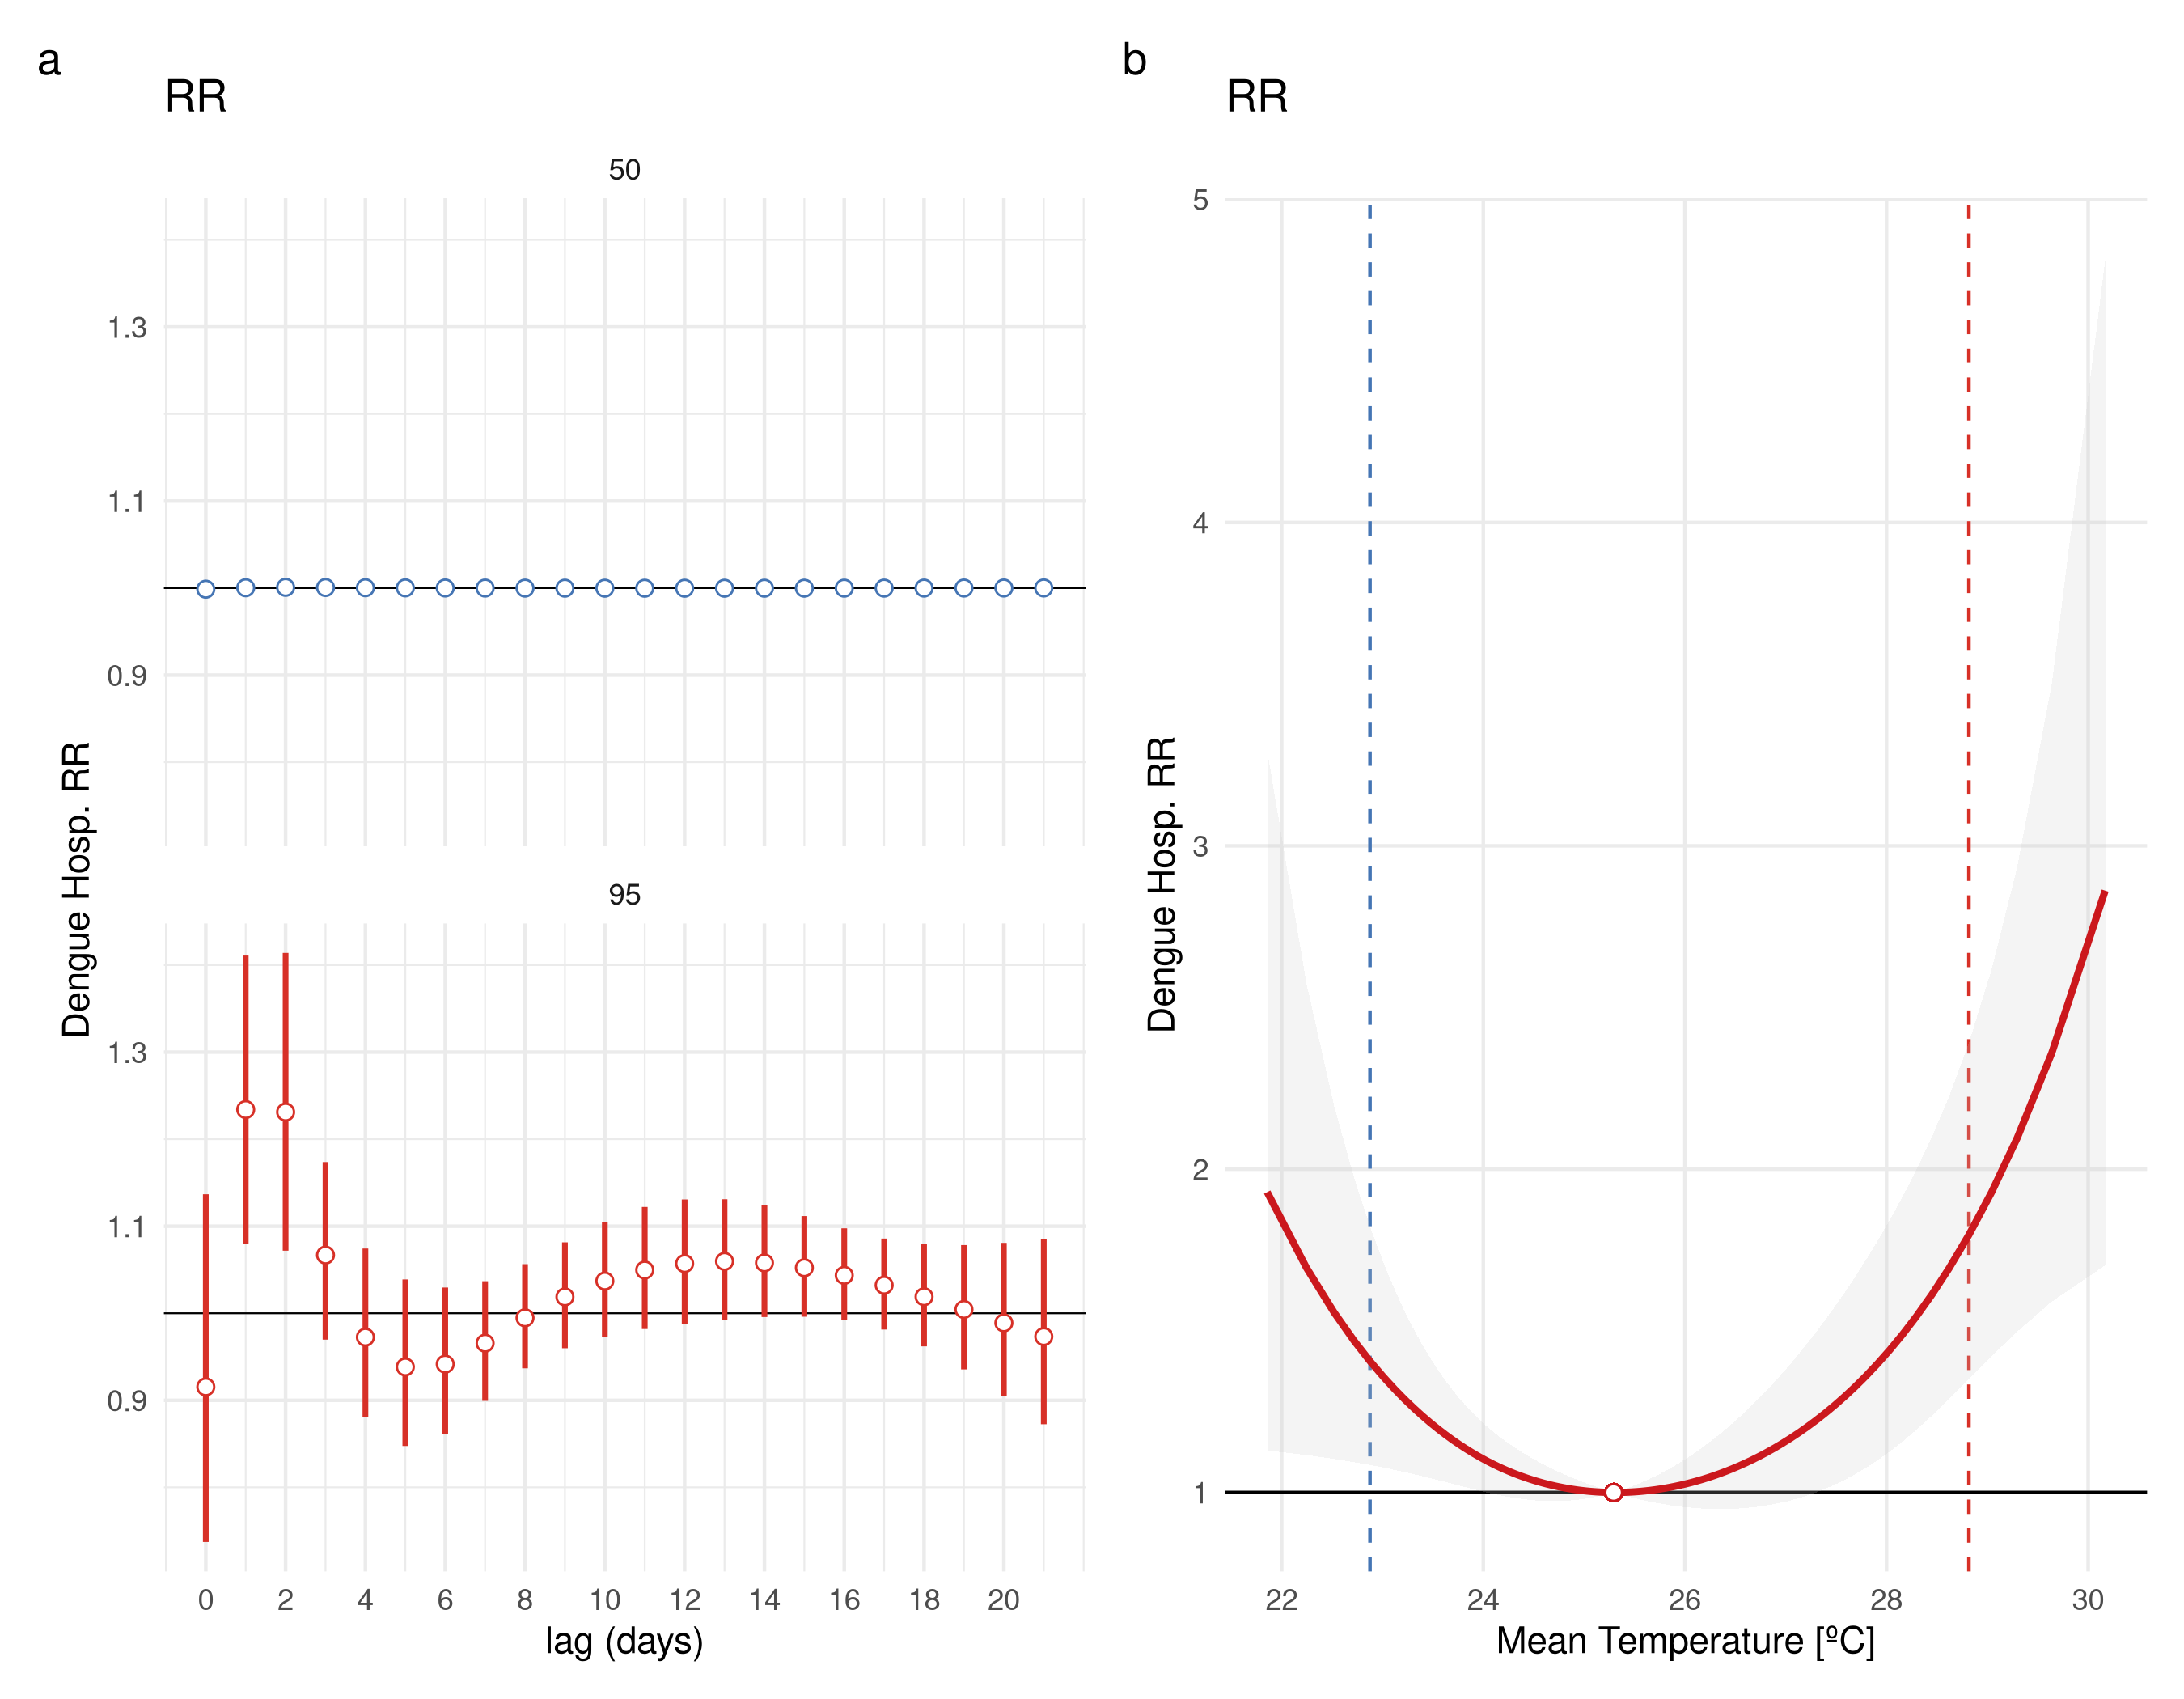 a
RR
50
1.3
1.1
0.9
95
1.3
1.1
0.9
Dengue Hosp. RR
0 2 4 6 8 10 12 14 16 18 20
lag (days)
b
RR
5
4
3
2
1
Dengue Hosp. RR
22 24 26 28 30
Mean Temperature [ºC]